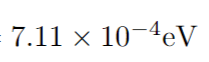 = 7.11 × 10⁻⁴eV